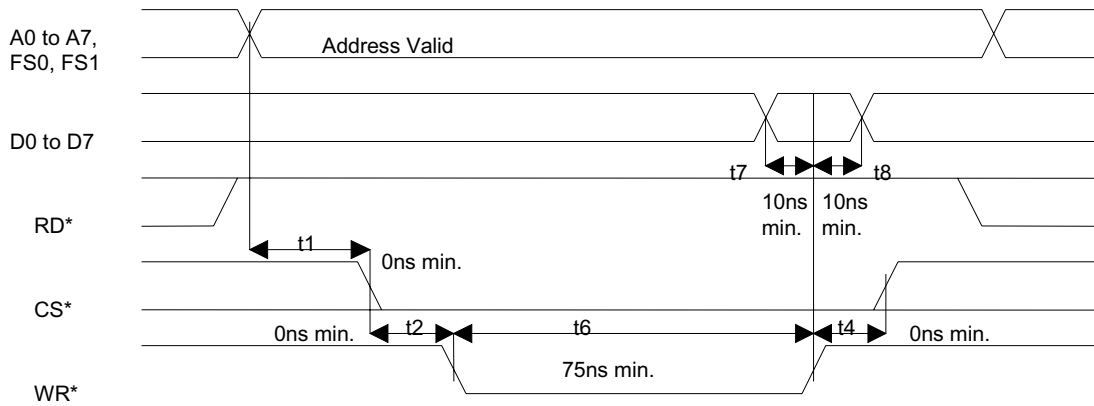 A0 to A7,
FS0, FS1
Address Valid
D0 to D7
t7
t8
10ns
min.
10ns
min.
RD*
t1
0ns min.
CS*
0ns min.
t2
t6
t4
0ns min.
75ns min.
WR*